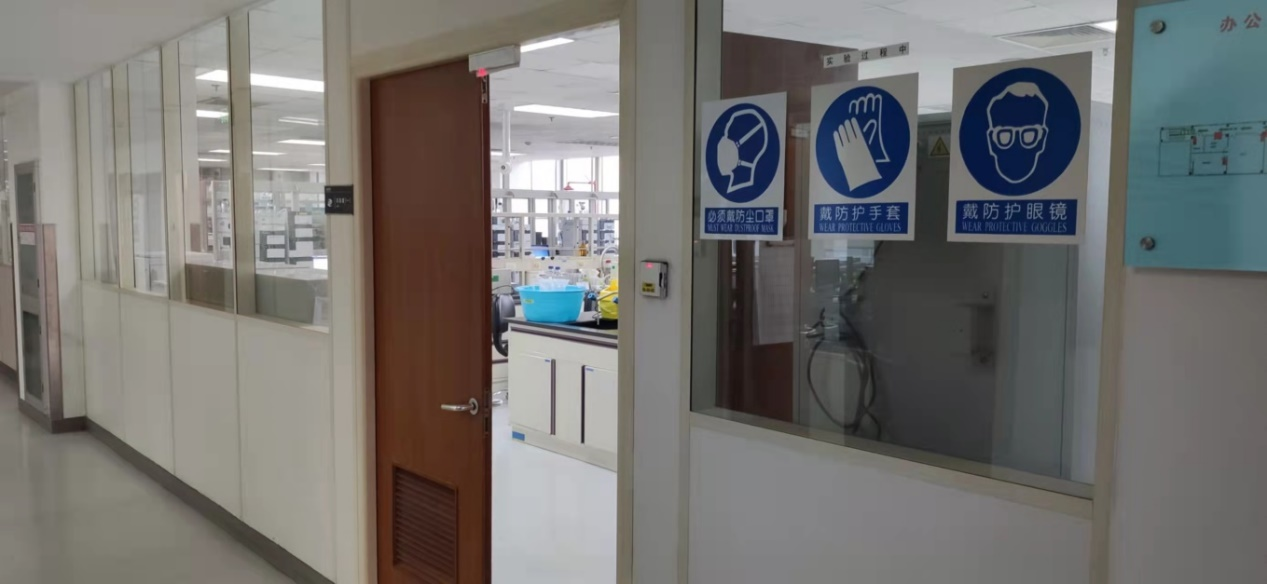 实验过程中
必须戴防尘口罩
MUST WEAR DUSTPROOF MASK
戴防护手套
WEAR PROTECTIVE GLOVES
戴防护眼镜
WEAR PROTECTIVE GOGGLES
办公